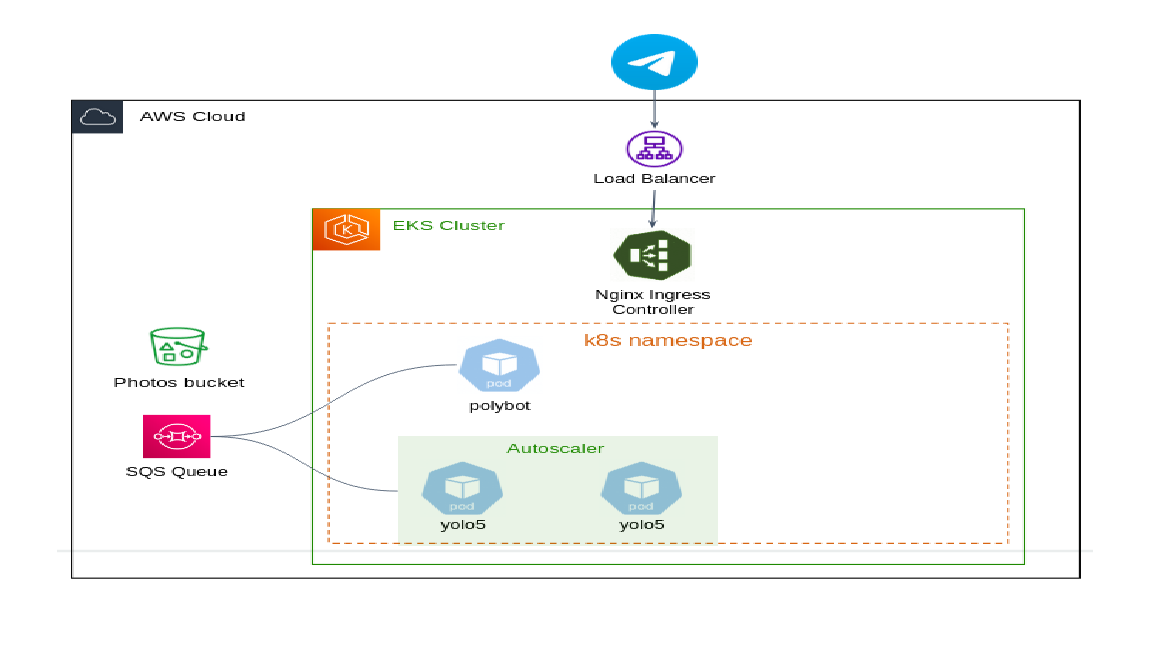 AWS Cloud
Load Balancer
EKS Cluster
K
Nginx Ingress
Controller
k8s namespace
Photos bucket
pod
polybot
SQS Queue
Autoscaler
pod
pod
yolo5
yolo5